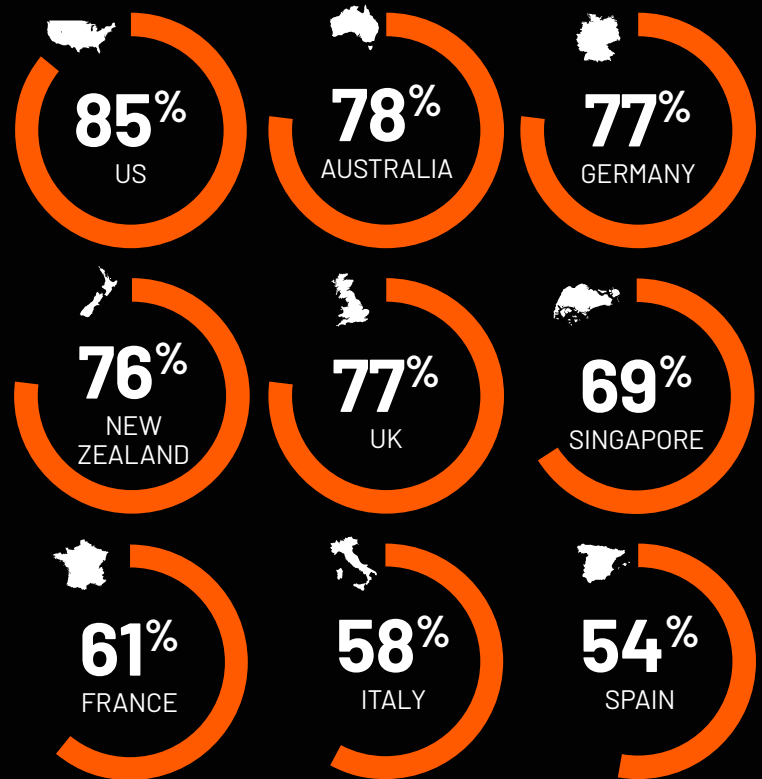 85%
US
78%
AUSTRALIA
77%
GERMANY
76%
NEW
ZEALAND
77%
UK
69%
SINGAPORE
61%
FRANCE
58%
ITALY
54%
SPAIN